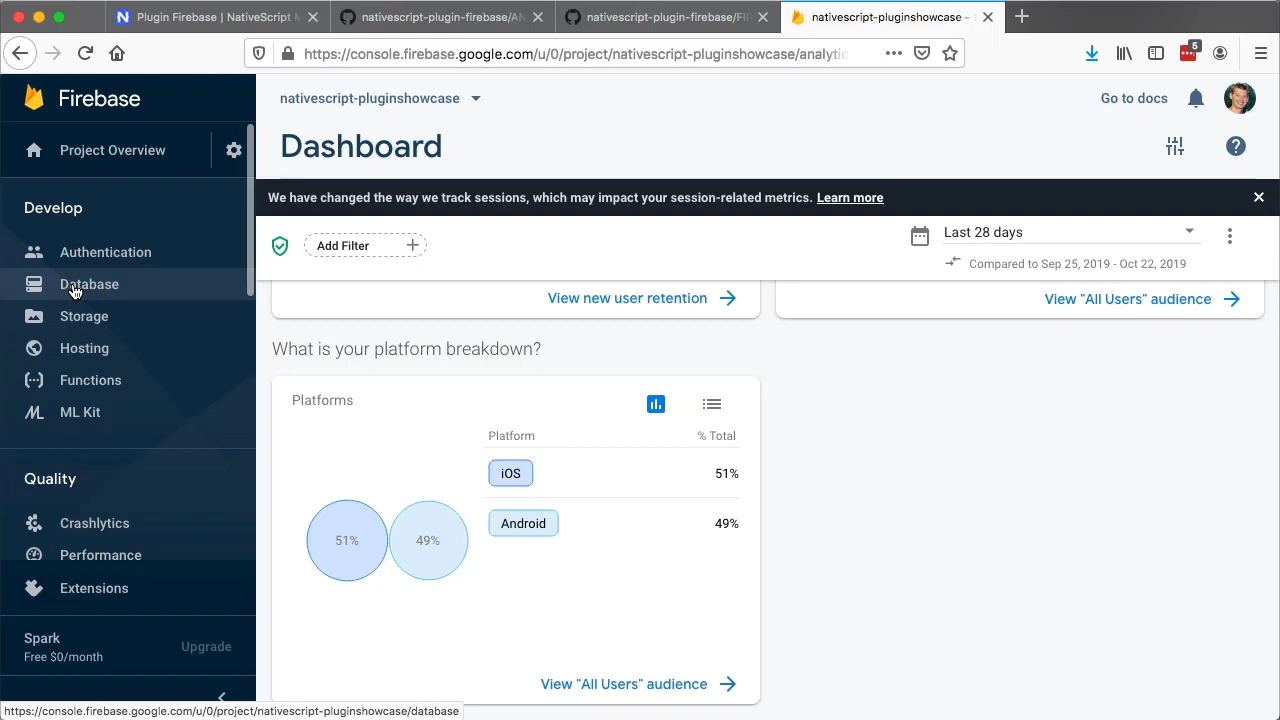 Plugin Firebase | NativeScript M
nativescript-plugin-firebase/AN
nativescript-plugin-firebase/FIR
nativescript-pluginshowcase –
https://console.firebase.google.com/u/0/project/nativescript-pluginshowcase/analytic
5
Firebase
nativescript-pluginshowcase
Go to docs
Project Overview
Dashboard
We have changed the way we track sessions, which may impact your session-related metrics. Learn more
Develop
Add Filter
Last 28 days
Compared to Sep 25, 2019 - Oct 22, 2019
Authentication
Database
Storage
Hosting
Functions
ML Kit
View new user retention
View "All Users" audience
What is your platform breakdown?
Platforms
Platform
% Total
iOS
51%
Android
49%
51%
49%
View "All Users" audience
Quality
Crashlytics
Performance
Extensions
Spark
Free $0/month
Upgrade
https://console.firebase.google.com/u/0/project/nativescript-pluginshowcase/database